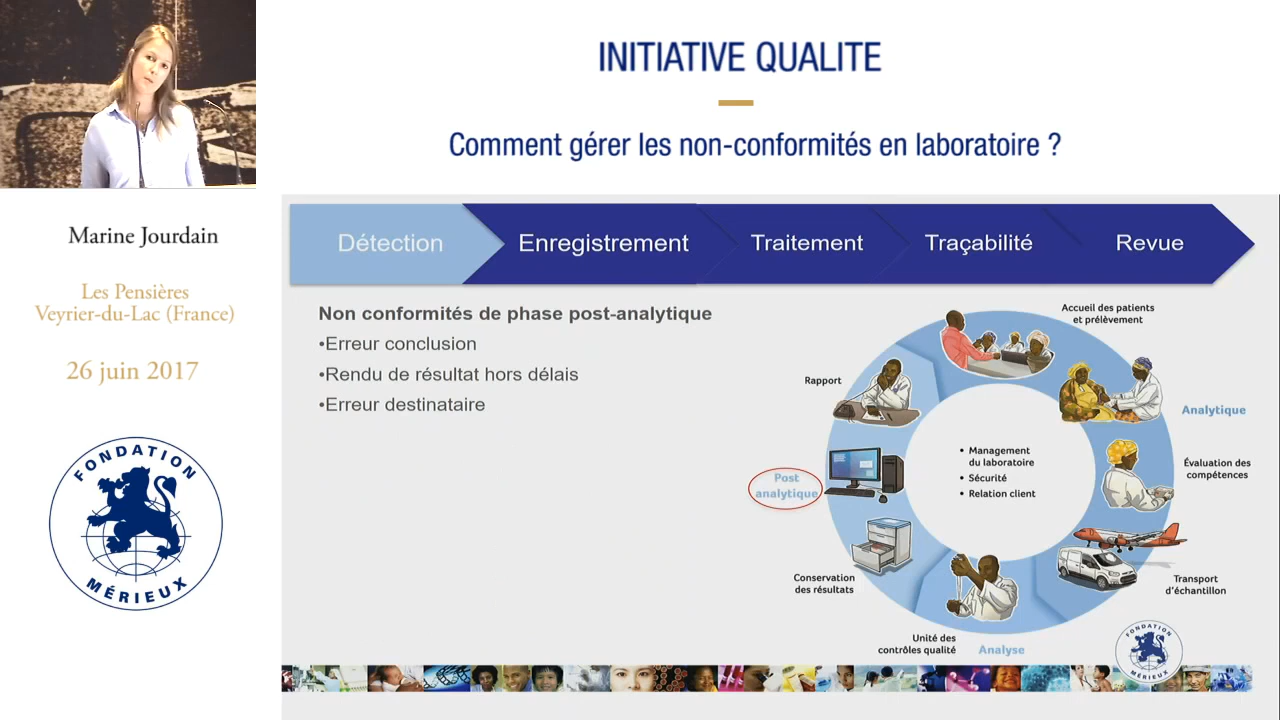 INITIATIVE QUALITE
Comment gérer les non-conformités en laboratoire ?
Marine Jourdain
Les Pensières
Veyrier-du-Lac (France)
26 juin 2017
FONDATION
MÉRIEUX
Détection
Enregistrement
Traitement
Traçabilité
Revue
Non conformités de phase post-analytique
•Erreur conclusion
•Rendu de résultat hors délais
•Erreur destinataire
Accueil des patients
et prélèvement
Rapport
Analytique
Évaluation des
compétences
• Management
du laboratoire
• Sécurité
• Relation client
Post
analytique
Conservation
des résultats
Transport
d'échantillon
Unité des
contrôles qualité
Analyse
FONDATION
MÉRIEUX